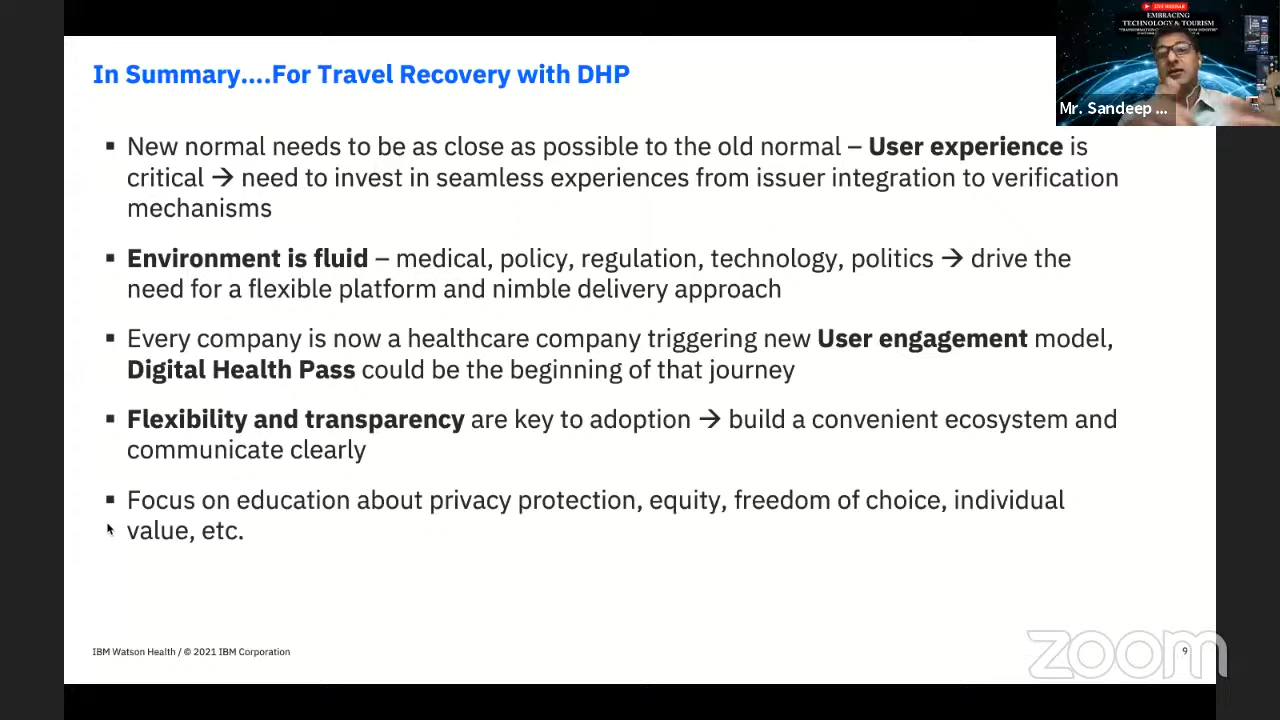 In Summary....For Travel Recovery with DHP
▪ New normal needs to be as close as possible to the old normal – User experience is
critical → need to invest in seamless experiences from issuer integration to verification
mechanisms
▪ Environment is fluid – medical, policy, regulation, technology, politics → drive the
need for a flexible platform and nimble delivery approach
▪ Every company is now a healthcare company triggering new User engagement model,
Digital Health Pass could be the beginning of that journey
▪ Flexibility and transparency are key to adoption → build a convenient ecosystem and
communicate clearly
▪ Focus on education about privacy protection, equity, freedom of choice, individual
value, etc.
IBM Watson Health / © 2021 IBM Corporation
9
zoom
LIVE WEBINAR
EMBRACING
TECHNOLOGY & TOURISM
Mr. Sandeep ...